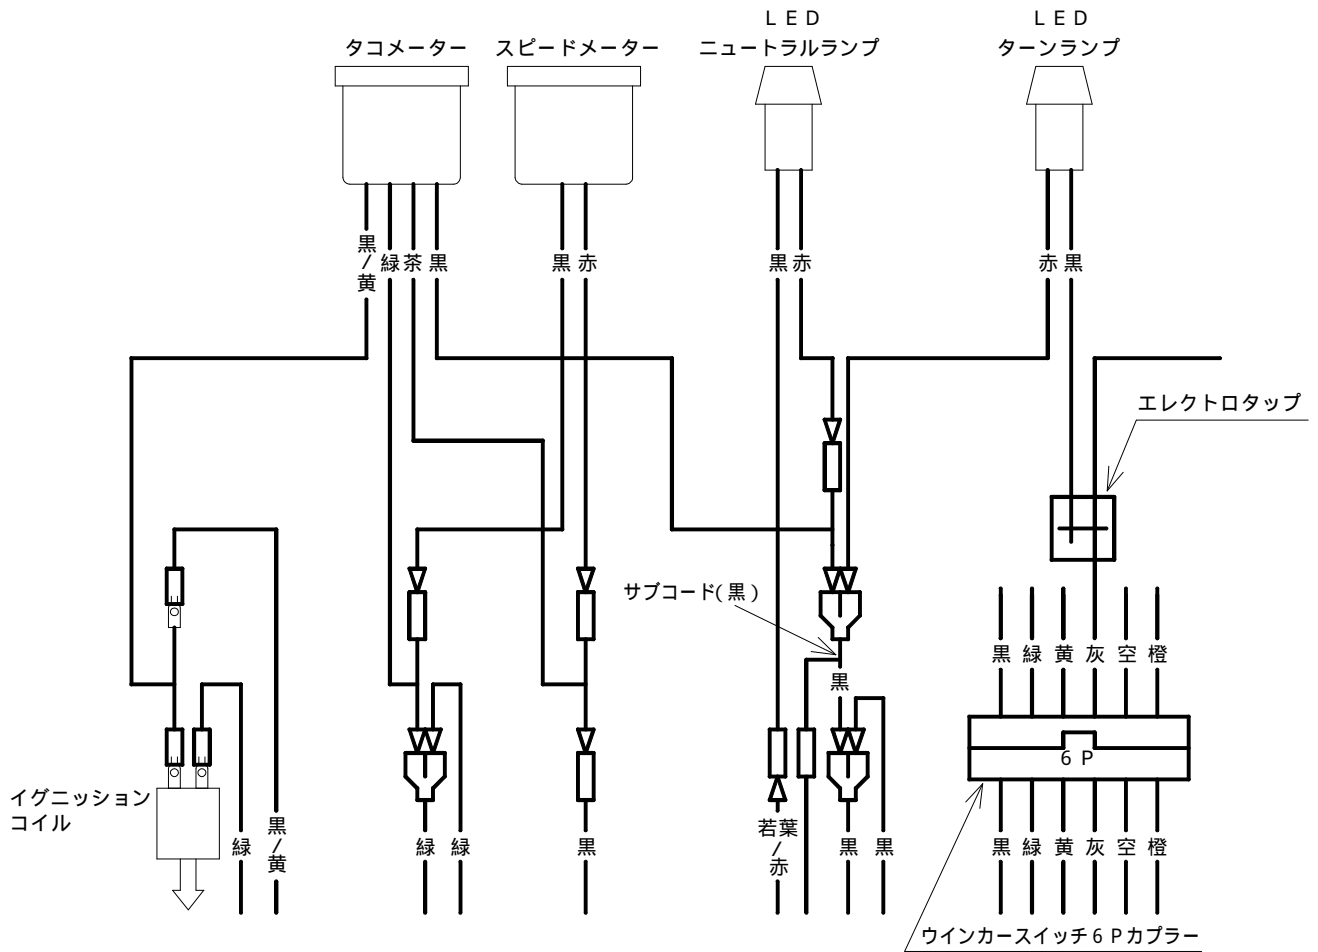 LED
ニュートラルランプ
LED
ターンランプ
タコメーター
スピードメーター
黒/黄
緑
茶
黒
黒
赤
黒
赤
赤
黒
エレクトロタップ
サブコード(黒)
黒
黒
緑
黄
灰
空
橙
6P
イグニッション
コイル
緑
黒/黄
緑
緑
黒
若葉/赤
黒
黒
黒
緑
黄
灰
空
橙
ウインカースイッチ6Pカプラー